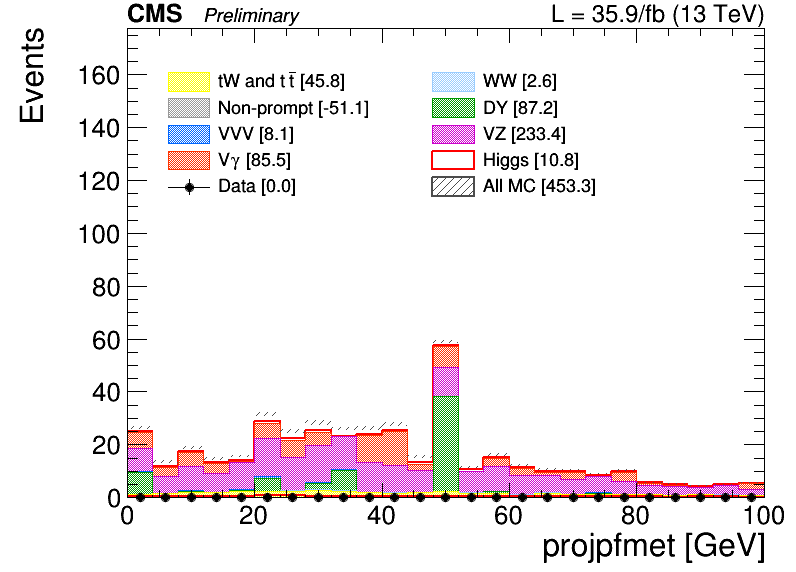 CMS Preliminary L = 35.9/fb (13 TeV)
Events
160
140
120
100
80
60
40
20
0
tW and t t̄ [45.8] WW [2.6]
Non-prompt [-51.1] DY [87.2]
VVV [8.1] VZ [233.4]
Vγ [85.5] Higgs [10.8]
Data [0.0] All MC [453.3]
0 20 40 60 80 100
projpfmet [GeV]